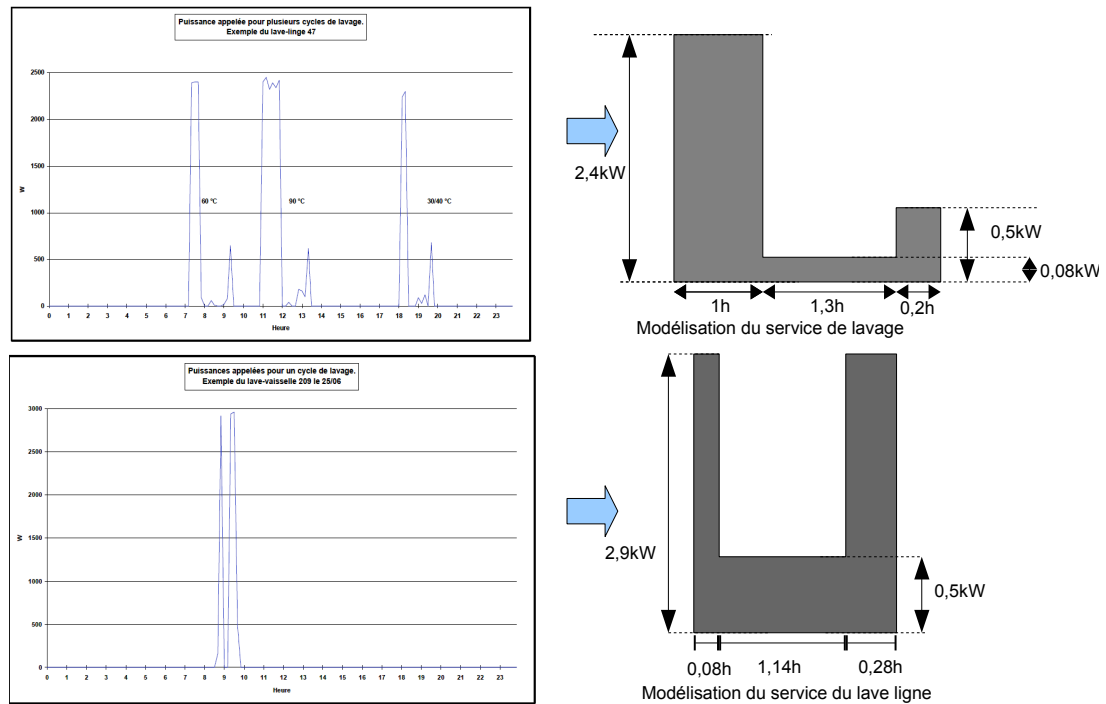 Puissance appelée pour plusieurs cycles de lavage.
Exemple du lave-linge 47
2500
2000
1500
1000
500
0
W
60 °C
90 °C
30/40 °C
0 1 2 3 4 5 6 7 8 9 10 11 12 13 14 15 16 17 18 19 20 21 22 23
Heure
2,4kW
0,5kW
0,08kW
1h
1,3h
0,2h
Modélisation du service de lavage
Puissances appelées pour un cycle de lavage.
Exemple du lave-vaisselle 209 le 25/06
3000
2500
2000
1500
1000
500
0
W
0 1 2 3 4 5 6 7 8 9 10 11 12 13 14 15 16 17 18 19 20 21 22 23
Heure
2,9kW
0,5kW
0,08h
1,14h
0,28h
Modélisation du service du lave ligne